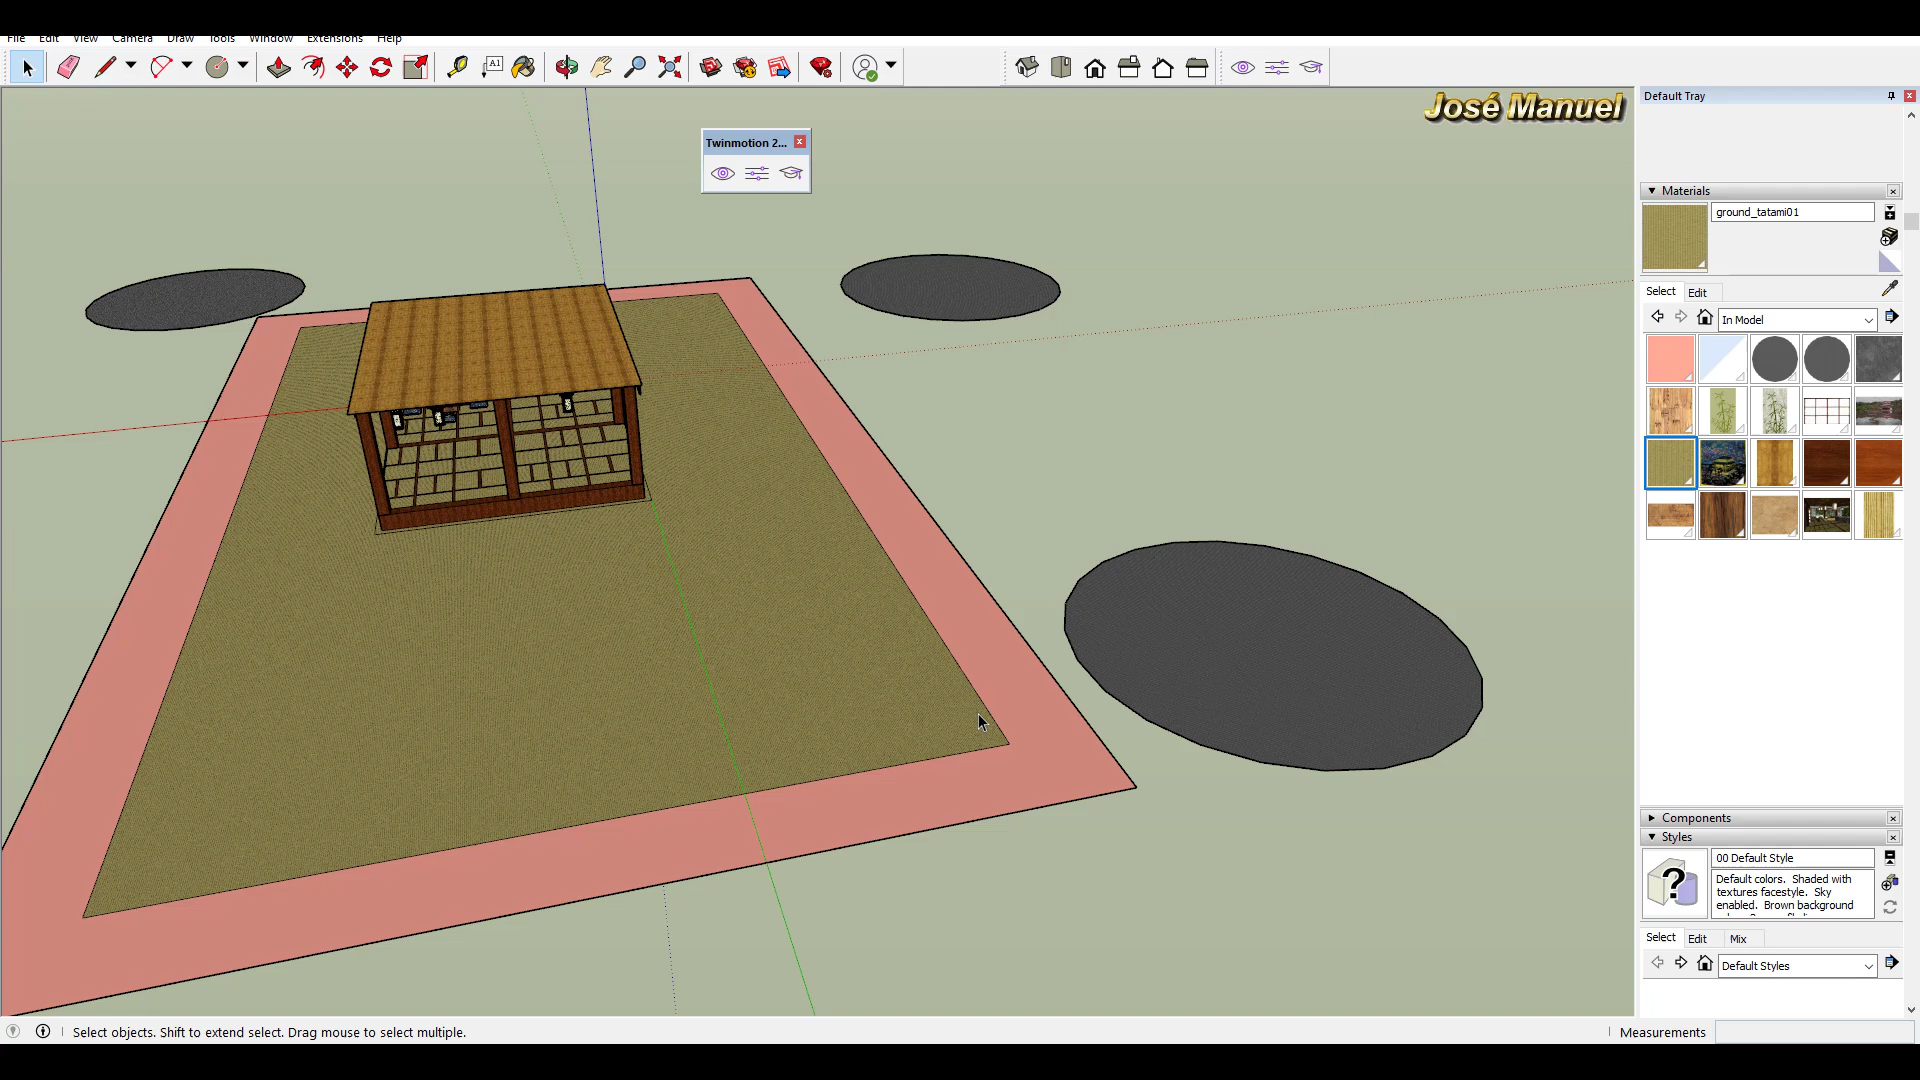 File Edit View Camera Draw Tools Window Extensions Help
A1
José Manuel
Twinmotion 2...
Default Tray
Materials
ground_tatami01
Select Edit
In Model
Components
Styles
00 Default Style
Default colors. Shaded with
textures facestyle. Sky
enabled. Brown background
Select Edit Mix
Default Styles
Select objects. Shift to extend select. Drag mouse to select multiple.
Measurements